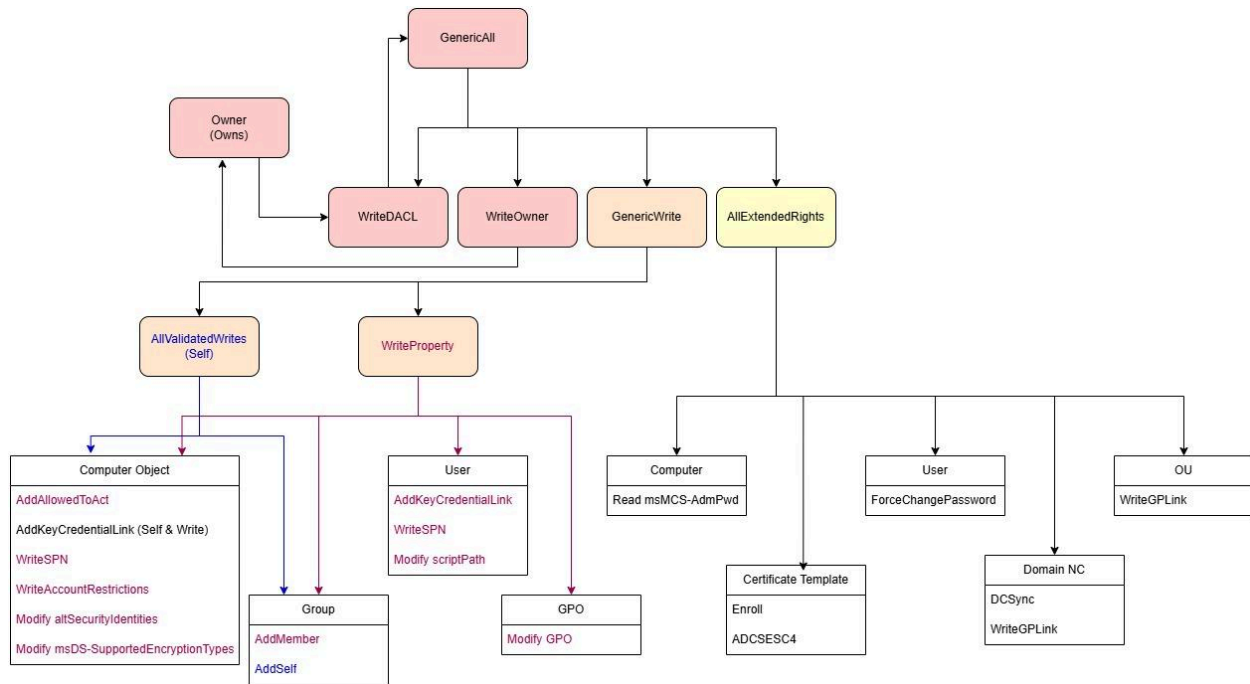 GenericAll
Owner
(Owns)
WriteDACL
WriteOwner
GenericWrite
AllExtendedRights
AllValidatedWrites
(Self)
WriteProperty
Computer Object
AddAllowedToAct
AddKeyCredentialLink (Self & Write)
WriteSPN
WriteAccountRestrictions
Modify altSecurityIdentities
Modify msDS-SupportedEncryptionTypes
Group
AddMember
AddSelf
User
AddKeyCredentialLink
WriteSPN
Modify scriptPath
GPO
Modify GPO
Computer
Read msMCS-AdmPwd
Certificate Template
Enroll
ADCSESC4
User
ForceChangePassword
Domain NC
DCSync
WriteGPLink
OU
WriteGPLink